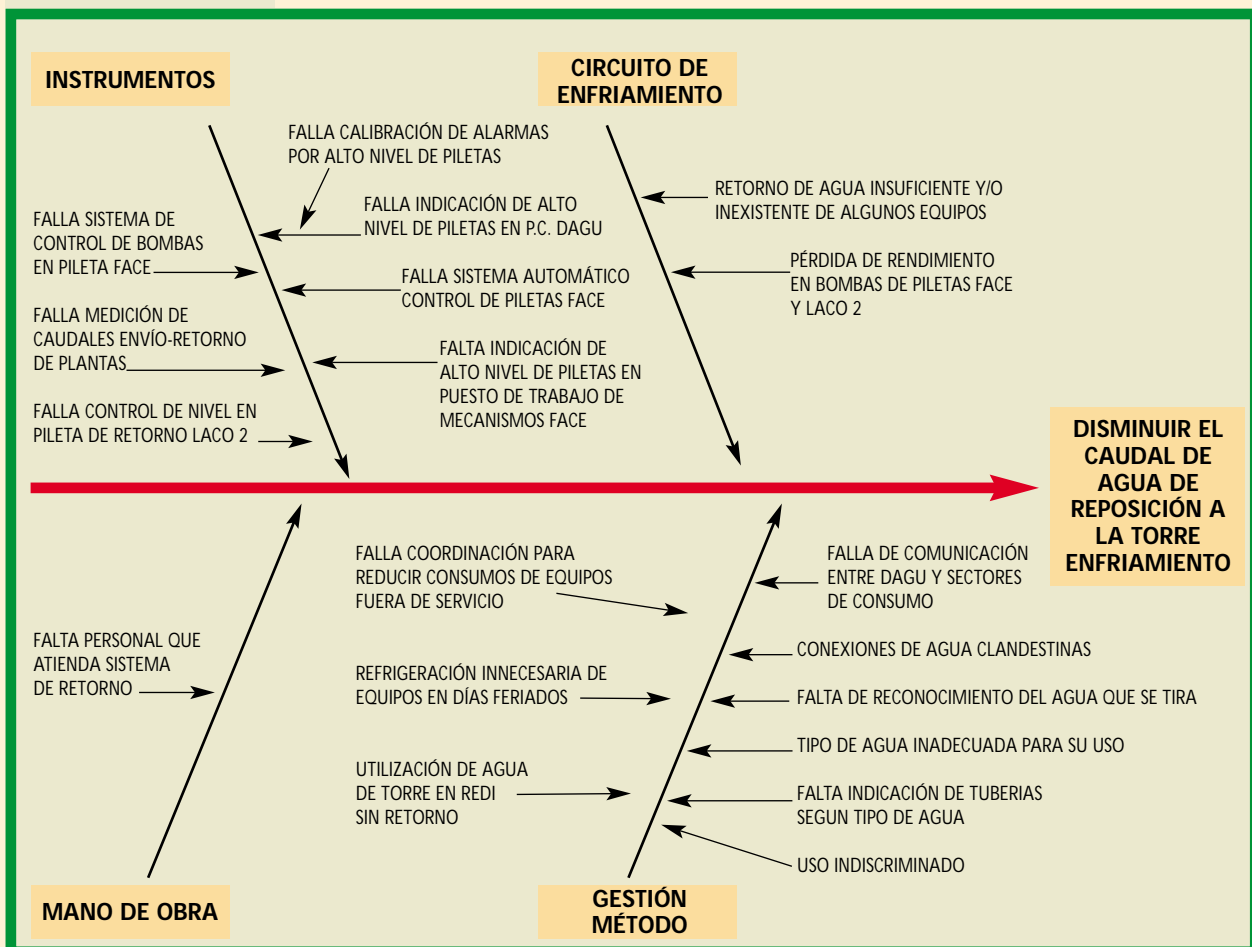 INSTRUMENTOS
CIRCUITO DE
ENFRIAMIENTO
FALLA CALIBRACIÓN DE ALARMAS
POR ALTO NIVEL DE PILETAS
FALLA INDICACIÓN DE ALTO
NIVEL DE PILETAS EN P.C. DAGU
FALLA SISTEMA DE
CONTROL DE BOMBAS
EN PILETA FACE
FALLA SISTEMA AUTOMÁTICO
CONTROL DE PILETAS FACE
FALLA MEDICIÓN DE
CAUDALES ENVÍO-RETORNO
DE PLANTAS
FALTA INDICACIÓN DE
ALTO NIVEL DE PILETAS EN
PUESTO DE TRABAJO DE
MECANISMOS FACE
FALLA CONTROL DE NIVEL EN
PILETA DE RETORNO LACO 2
RETORNO DE AGUA INSUFICIENTE Y/O
INEXISTENTE DE ALGUNOS EQUIPOS
PÉRDIDA DE RENDIMIENTO
EN BOMBAS DE PILETAS FACE
Y LACO 2
DISMINUIR EL
CAUDAL DE
AGUA DE
REPOSICIÓN A
LA TORRE
ENFRIAMIENTO
FALTA PERSONAL QUE
ATIENDA SISTEMA
DE RETORNO
FALLA COORDINACIÓN PARA
REDUCIR CONSUMOS DE EQUIPOS
FUERA DE SERVICIO
REFRIGERACIÓN INNECESARIA DE
EQUIPOS EN DÍAS FERIADOS
UTILIZACIÓN DE AGUA
DE TORRE EN REDI
SIN RETORNO
FALLA DE COMUNICACIÓN
ENTRE DAGU Y SECTORES
DE CONSUMO
CONEXIONES DE AGUA CLANDESTINAS
FALTA DE RECONOCIMIENTO DEL AGUA QUE SE TIRA
TIPO DE AGUA INADECUADA PARA SU USO
FALTA INDICACIÓN DE TUBERIAS
SEGUN TIPO DE AGUA
USO INDISCRIMINADO
MANO DE OBRA
GESTIÓN
MÉTODO